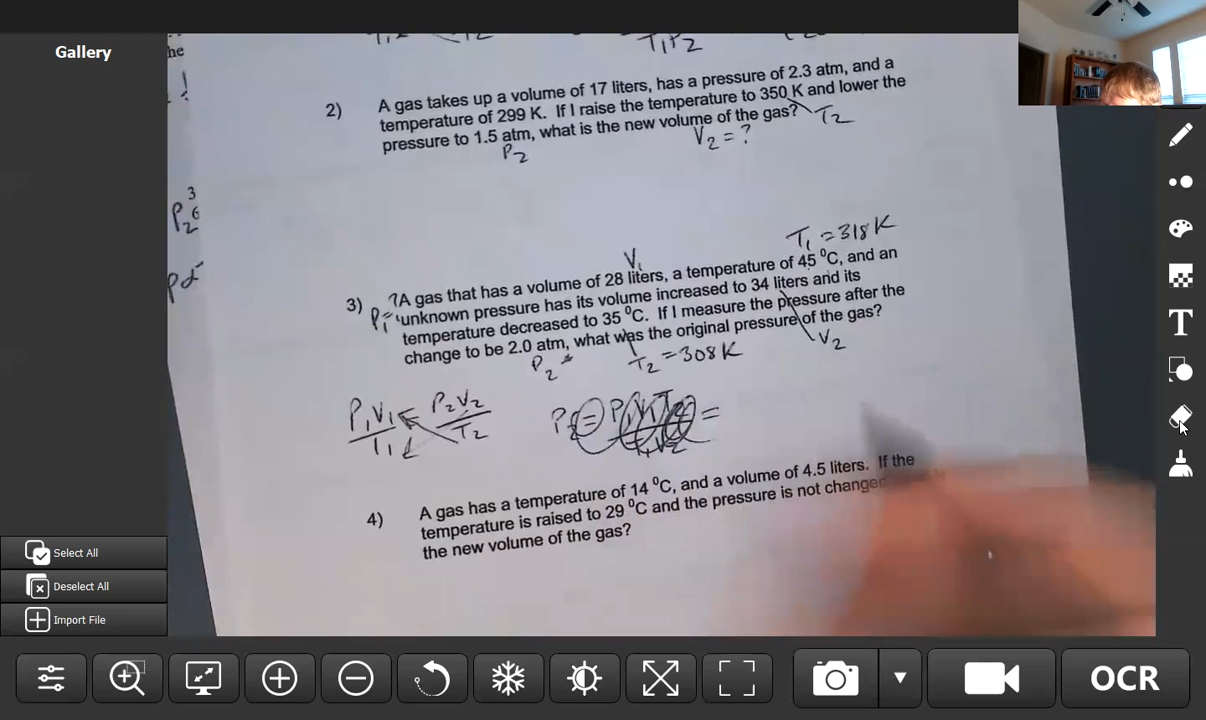 Gallery
he
!
T1P2
2) A gas takes up a volume of 17 liters, has a pressure of 2.3 atm, and a
temperature of 299 K. If I raise the temperature to 350 K and lower the
pressure to 1.5 atm, what is the new volume of the gas?
T2
P2
V2 = ?
P2
T1 = 318 K
V1
3) A gas that has a volume of 28 liters, a temperature of 45 ⁰C, and an
P1 = ?
unknown pressure has its volume increased to 34 liters and its
temperature decreased to 35 ⁰C. If I measure the pressure after the
change to be 2.0 atm, what was the original pressure of the gas?
P2
T2 = 308 K
V2
P1V1 = P2V2
T1 T2
4) A gas has a temperature of 14 ⁰C, and a volume of 4.5 liters. If the
temperature is raised to 29 ⁰C and the pressure is not changed
the new volume of the gas?
Select All
Deselect All
Import File
T
OCR